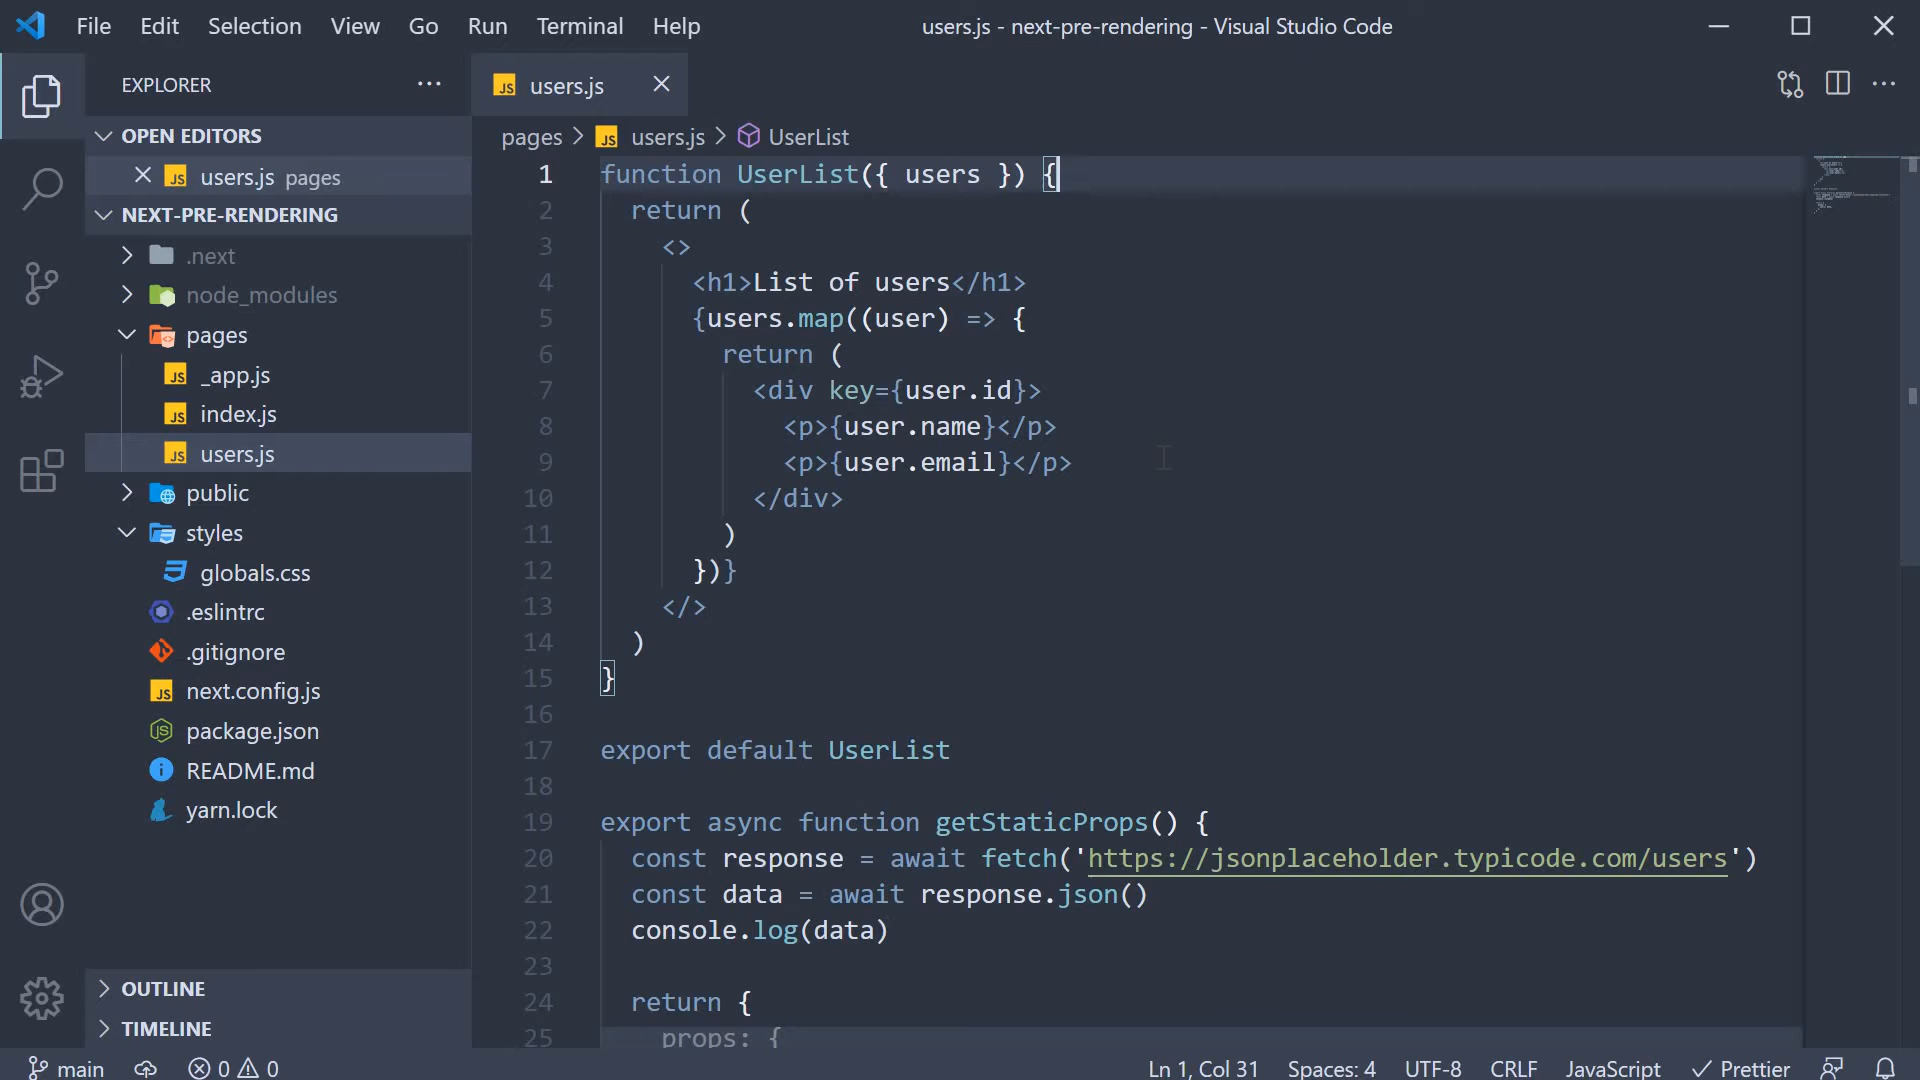 File Edit Selection View Go Run Terminal Help
users.js - next-pre-rendering - Visual Studio Code
EXPLORER
OPEN EDITORS
users.js pages
NEXT-PRE-RENDERING
.next
node_modules
pages
_app.js
index.js
users.js
public
styles
globals.css
.eslintrc
.gitignore
next.config.js
package.json
README.md
yarn.lock
OUTLINE
TIMELINE
JS users.js
pages > JS users.js > UserList
1 function UserList({ users }) {
2 return (
3 <>
4 <h1>List of users</h1>
5 {users.map((user) => {
6 return (
7 <div key={user.id}>
8 <p>{user.name}</p>
9 <p>{user.email}</p>
10 </div>
11 )
12 })}
13 </>
14 )
15 }
16
17 export default UserList
18
19 export async function getStaticProps() {
20 const response = await fetch('https://jsonplaceholder.typicode.com/users')
21 const data = await response.json()
22 console.log(data)
23
24 return {
25 props: {
main 0 0 Ln 1, Col 31 Spaces: 4 UTF-8 CRLF JavaScript Prettier